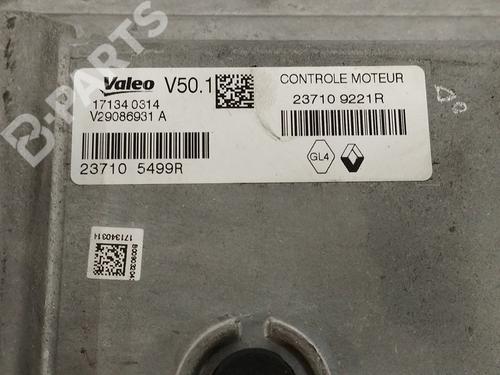 B-PARTS
Valeo V50.1
17134 0314
V29086931 A
23710 5499R
CONTROLE MOTEUR
23710 9221R
GL4
171340314